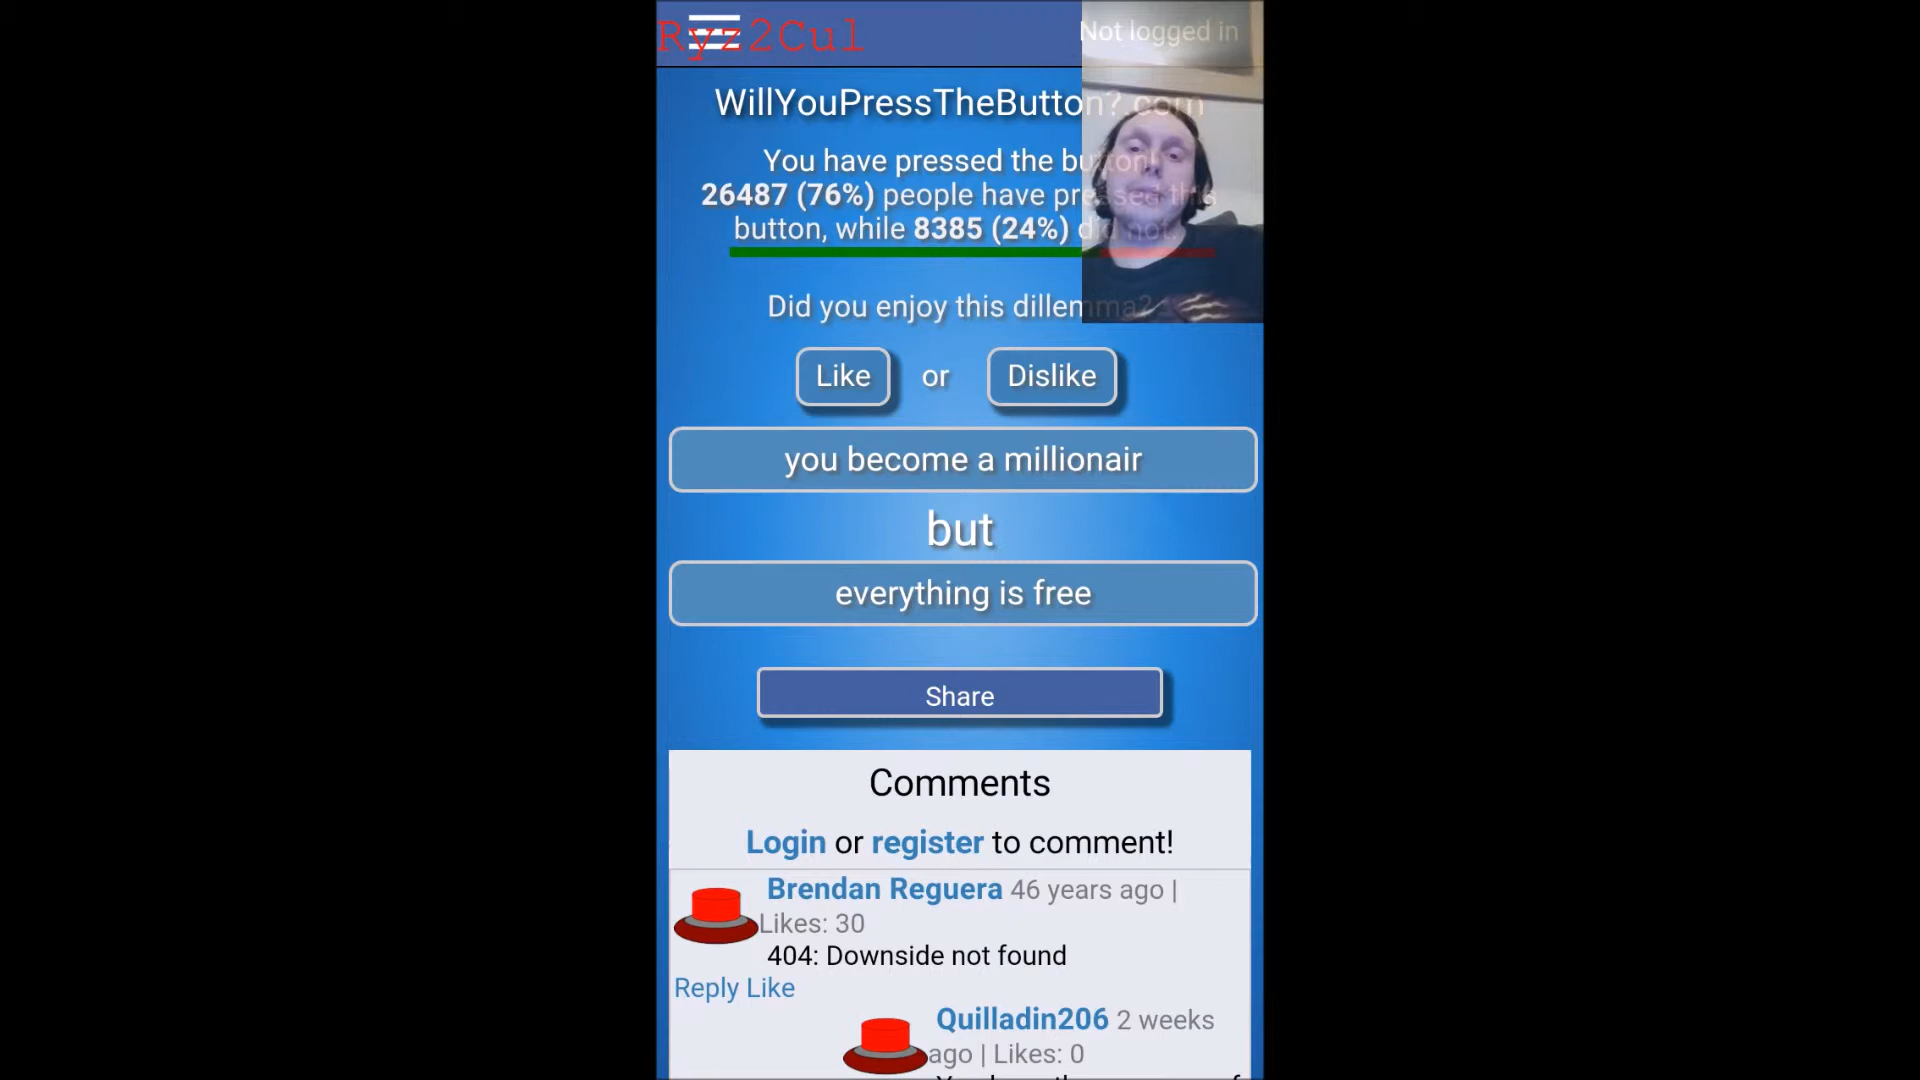 Ryz2Cul
Not logged in
WillYouPressTheButton?.com
You have pressed the button!
26487 (76%) people have pressed this
button, while 8385 (24%) did not.
Did you enjoy this dillemma?
Like or Dislike
you become a millionair
but
everything is free
Share
Comments
Login or register to comment!
Brendan Reguera 46 years ago |
Likes: 30
404: Downside not found
Reply Like
Quilladin206 2 weeks
ago | Likes: 0